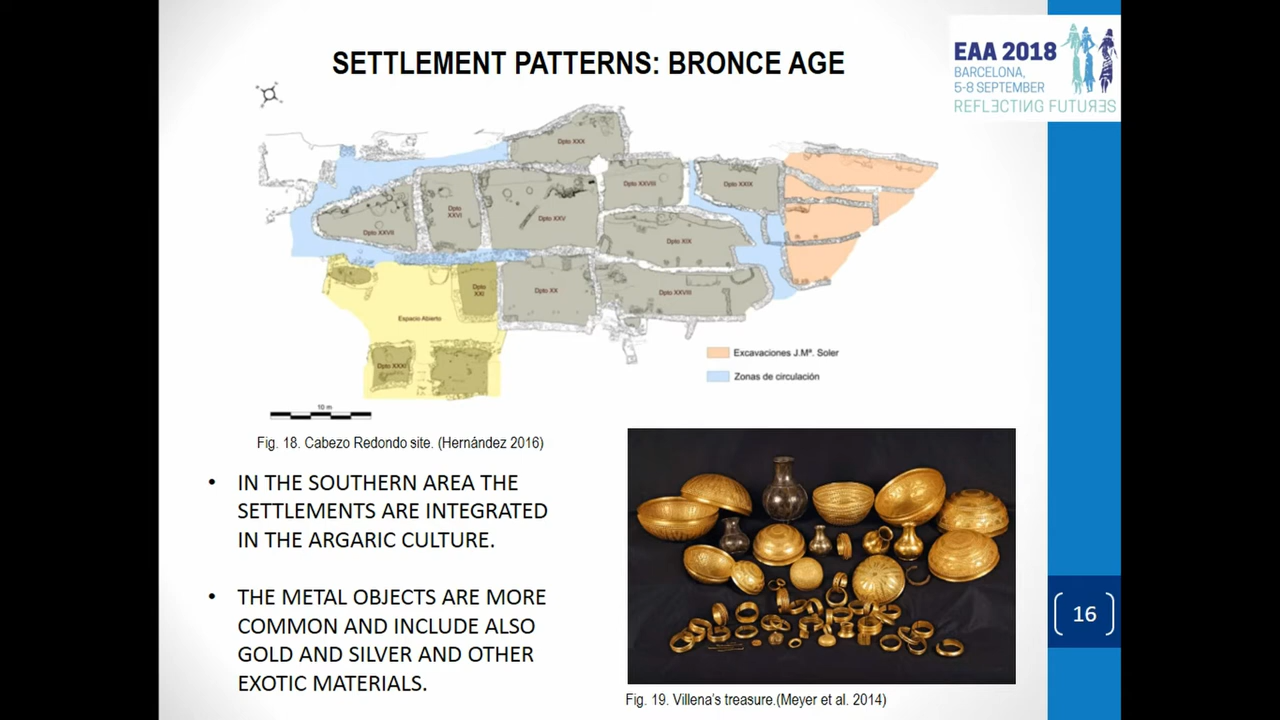 SETTLEMENT PATTERNS: BRONCE AGE
EAA 2018
BARCELONA,
5-8 SEPTEMBER
REFLECTING FUTURES
Dpto XXX
Dpto XXVIII
Dpto XXIX
Dpto
XXVI
Dpto XXV
Dpto XXVII
Dpto XIX
Dpto
XXI
Dpto XX
Dpto XXVIII
Espacio Abierto
Dpto XXXI
Excavaciones J.Mª. Soler
Zonas de circulación
10 m
Fig. 18. Cabezo Redondo site. (Hernández 2016)
• IN THE SOUTHERN AREA THE
SETTLEMENTS ARE INTEGRATED
IN THE ARGARIC CULTURE.
• THE METAL OBJECTS ARE MORE
COMMON AND INCLUDE ALSO
GOLD AND SILVER AND OTHER
EXOTIC MATERIALS.
Fig. 19. Villena's treasure.(Meyer et al. 2014)
16